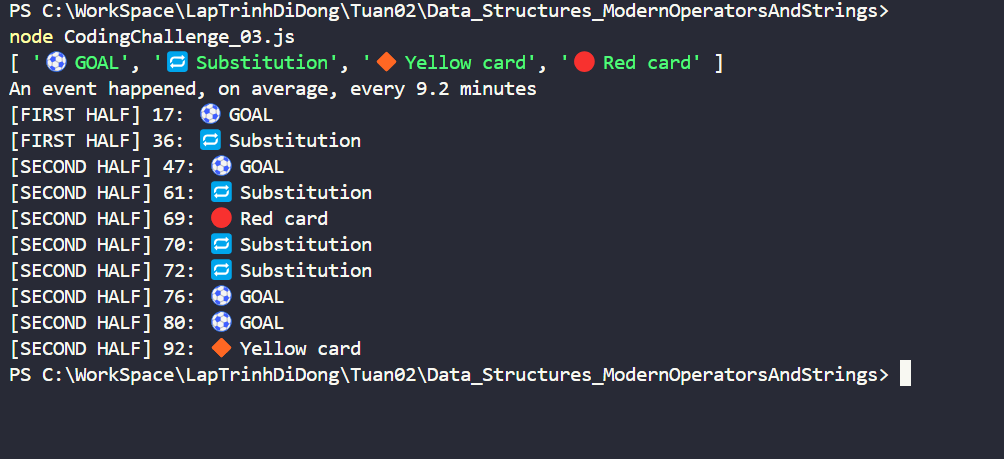 PS C:\WorkSpace\LapTrinhDiDong\Tuan02\Data_Structures_ModernOperatorsAndStrings>
node CodingChallenge_03.js
[ '⚽ GOAL', '🔁 Substitution', '🔶 Yellow card', '🔴 Red card' ]
An event happened, on average, every 9.2 minutes
[FIRST HALF] 17: ⚽ GOAL
[FIRST HALF] 36: 🔁 Substitution
[SECOND HALF] 47: ⚽ GOAL
[SECOND HALF] 61: 🔁 Substitution
[SECOND HALF] 69: 🔴 Red card
[SECOND HALF] 70: 🔁 Substitution
[SECOND HALF] 72: 🔁 Substitution
[SECOND HALF] 76: ⚽ GOAL
[SECOND HALF] 80: ⚽ GOAL
[SECOND HALF] 92: 🔶 Yellow card
PS C:\WorkSpace\LapTrinhDiDong\Tuan02\Data_Structures_ModernOperatorsAndStrings>